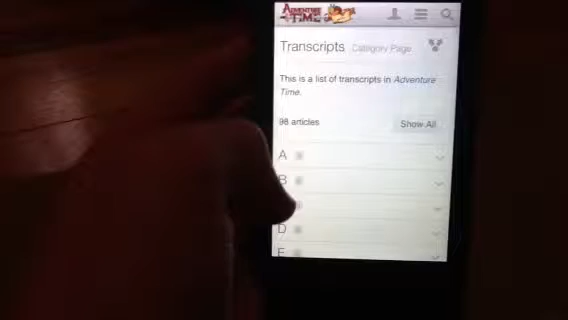 ADVENTURE
TIME
Transcripts Category Page
This is a list of transcripts in Adventure
Time.
98 articles Show All
A
B
D
E